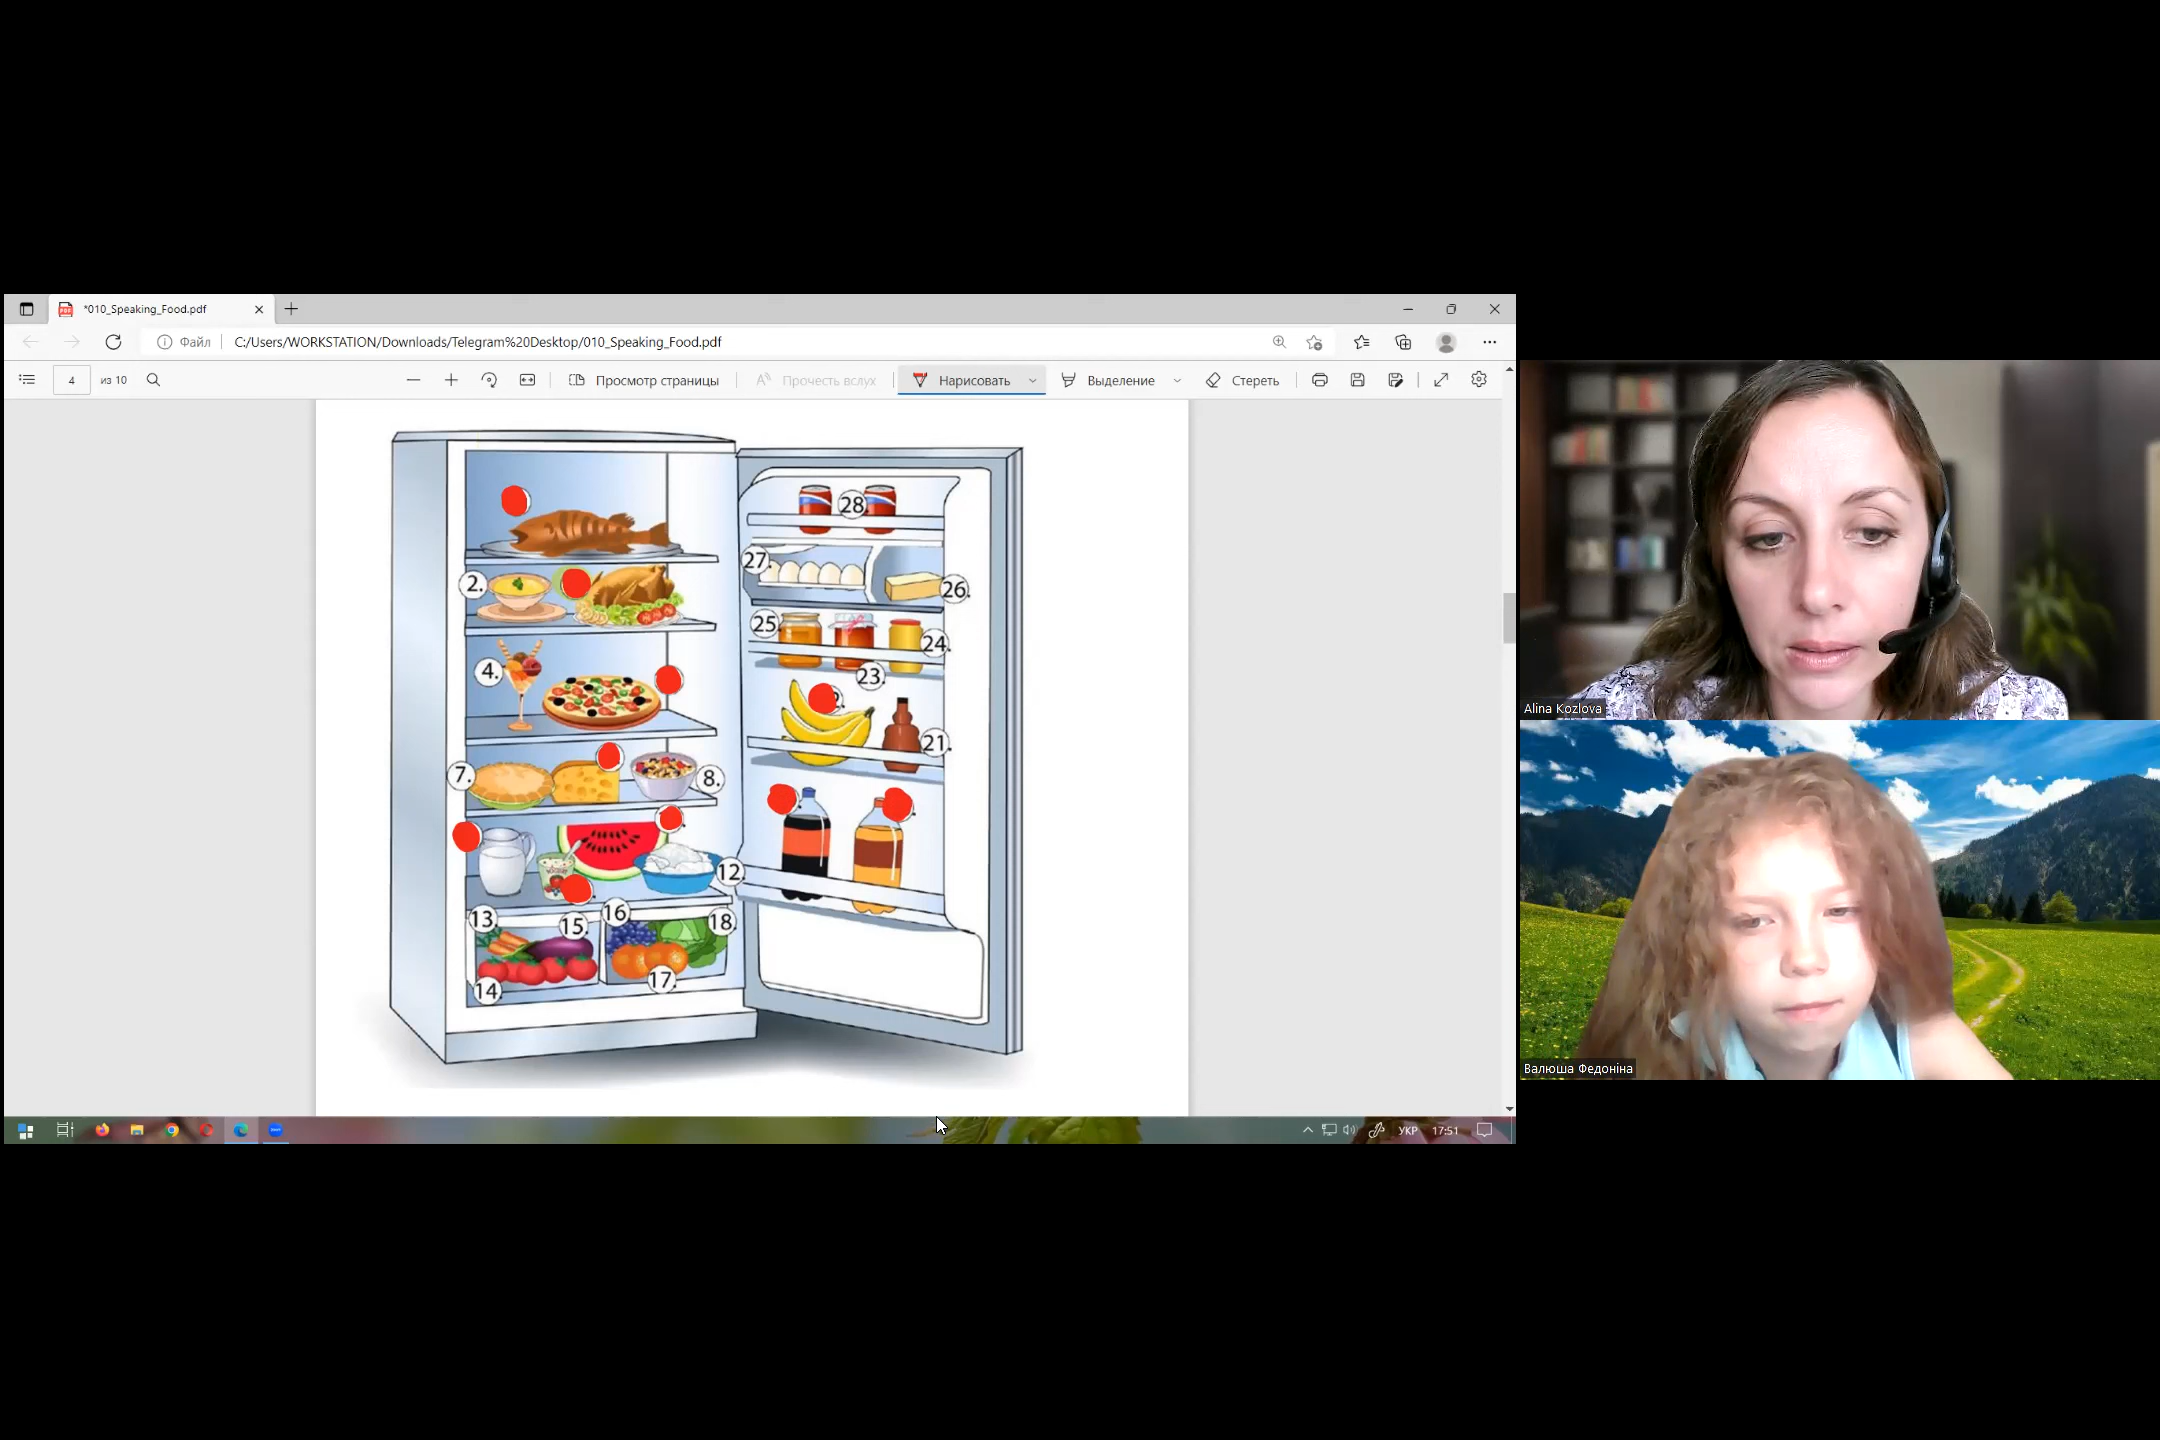 *010_Speaking_Food.pdf
Файл
C:/Users/WORKSTATION/Downloads/Telegram%20Desktop/010_Speaking_Food.pdf
4 из 10
Просмотр страницы
Прочесть вслух
Нарисовать
Выделение
Стереть
28.
27.
2.
26.
25
24.
4.
23.
21.
7.
8.
12.
13.
16
15.
18.
17.
14.
Alina Kozlova
Валюша Федоніна
УКР
17:51